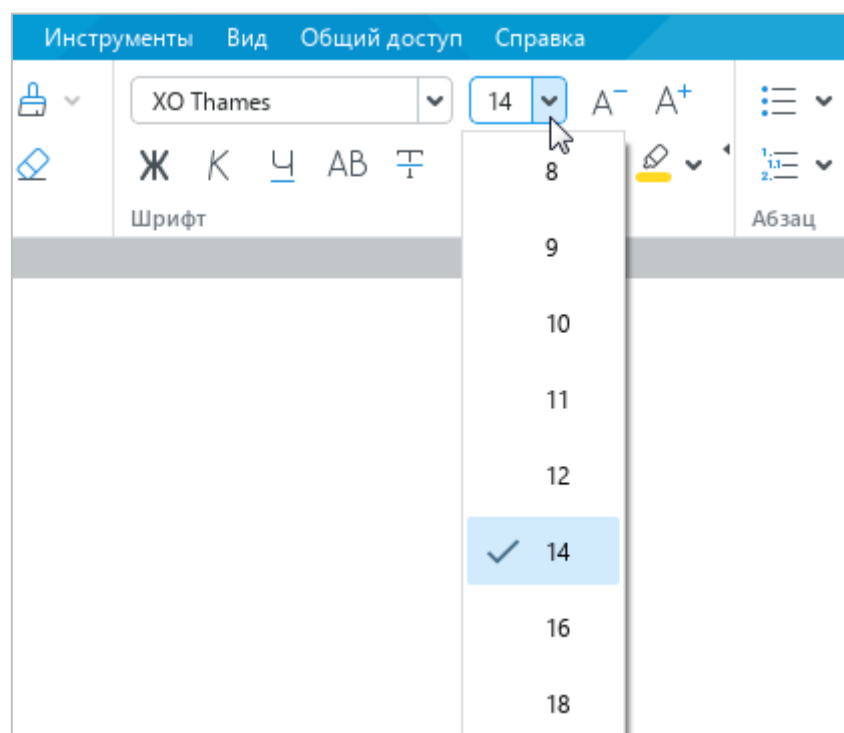 Инструменты Вид Общий доступ Справка
XO Thames 14 A⁻ A⁺
Ж К Ч АВ Т
8
Шрифт Абзац
9
10
11
12
14
16
18